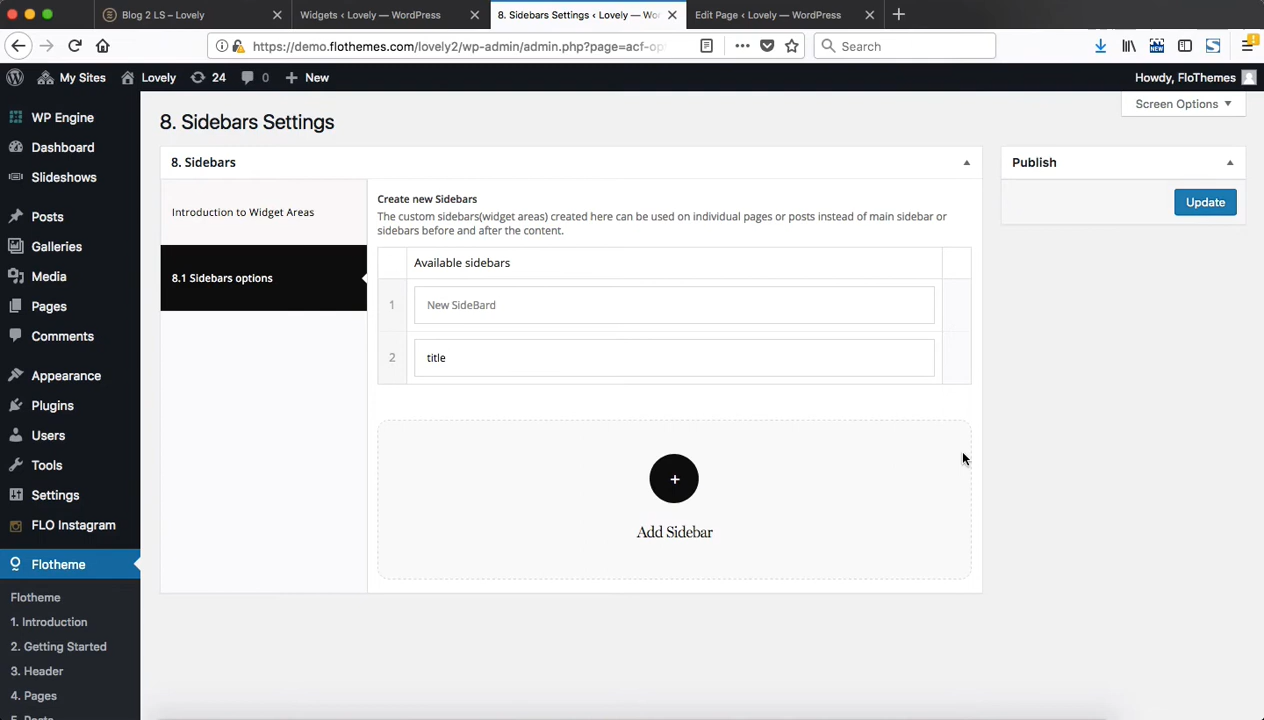 Blog 2 LS – Lovely
Widgets ‹ Lovely — WordPress
8. Sidebars Settings ‹ Lovely — Wo
Edit Page ‹ Lovely — WordPress
https://demo.flothemes.com/lovely2/wp-admin/admin.php?page=acf-op
Search
NEW
My Sites
Lovely
24
0
New
Howdy, FloThemes
Screen Options
WP Engine
Dashboard
Slideshows
Posts
Galleries
Media
Pages
Comments
Appearance
Plugins
Users
Tools
Settings
FLO Instagram
Flotheme
Flotheme
1. Introduction
2. Getting Started
3. Header
4. Pages
8. Sidebars Settings
8. Sidebars
Introduction to Widget Areas
8.1 Sidebars options
Create new Sidebars
The custom sidebars(widget areas) created here can be used on individual pages or posts instead of main sidebar or
sidebars before and after the content.
Available sidebars
1
New SideBard
2
title
Add Sidebar
Publish
Update